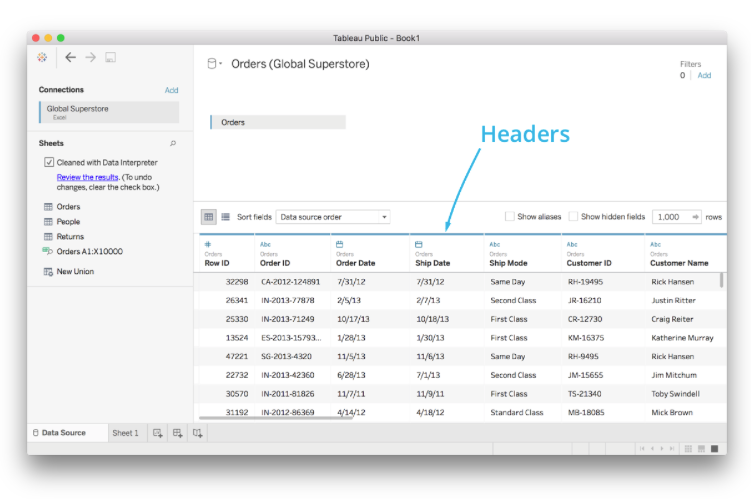 Tableau Public - Book1
Connections Add
Global Superstore
Excel
Sheets
Cleaned with Data Interpreter
Review the results. (To undo
changes, clear the check box.)
Orders
People
Returns
Orders A1:X10000
New Union
Orders (Global Superstore)
Filters
0 Add
Orders
Headers
Sort fields Data source order Show aliases Show hidden fields 1,000 rows
# Abc Abc Abc Abc
Orders Orders Orders Orders Orders Orders Orders
Row ID Order ID Order Date Ship Date Ship Mode Customer ID Customer Name
32298 CA-2012-124891 7/31/12 7/31/12 Same Day RH-19495 Rick Hansen
26341 IN-2013-77878 2/5/13 2/7/13 Second Class JR-16210 Justin Ritter
25330 IN-2013-71249 10/17/13 10/18/13 First Class CR-12730 Craig Reiter
13524 ES-2013-15793... 1/28/13 1/30/13 First Class KM-16375 Katherine Murray
47221 SG-2013-4320 11/5/13 11/6/13 Same Day RH-9495 Rick Hansen
22732 IN-2013-42360 6/28/13 7/1/13 Second Class JM-15655 Jim Mitchum
30570 IN-2011-81826 11/7/11 11/9/11 First Class TS-21340 Toby Swindell
31192 IN-2012-86369 4/14/12 4/18/12 Standard Class MB-18085 Mick Brown
Data Source Sheet 1